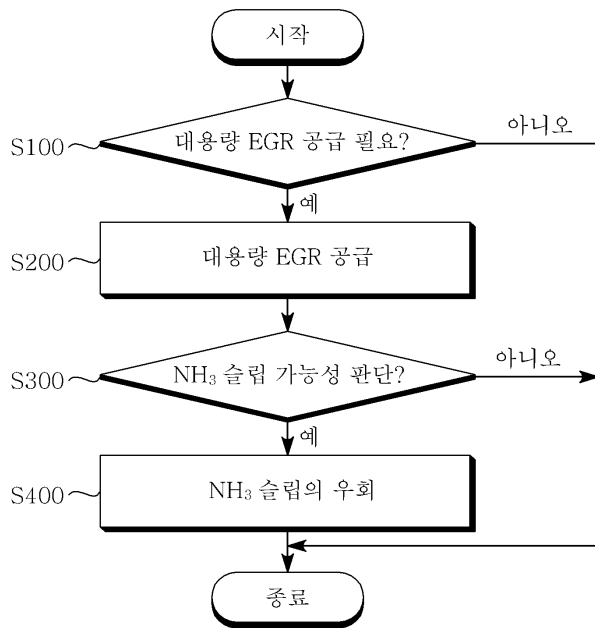 시작
S100
대용량 EGR 공급 필요?
아니오
예
S200
대용량 EGR 공급
S300
NH₃ 슬립 가능성 판단?
아니오
예
S400
NH₃ 슬립의 우회
종료